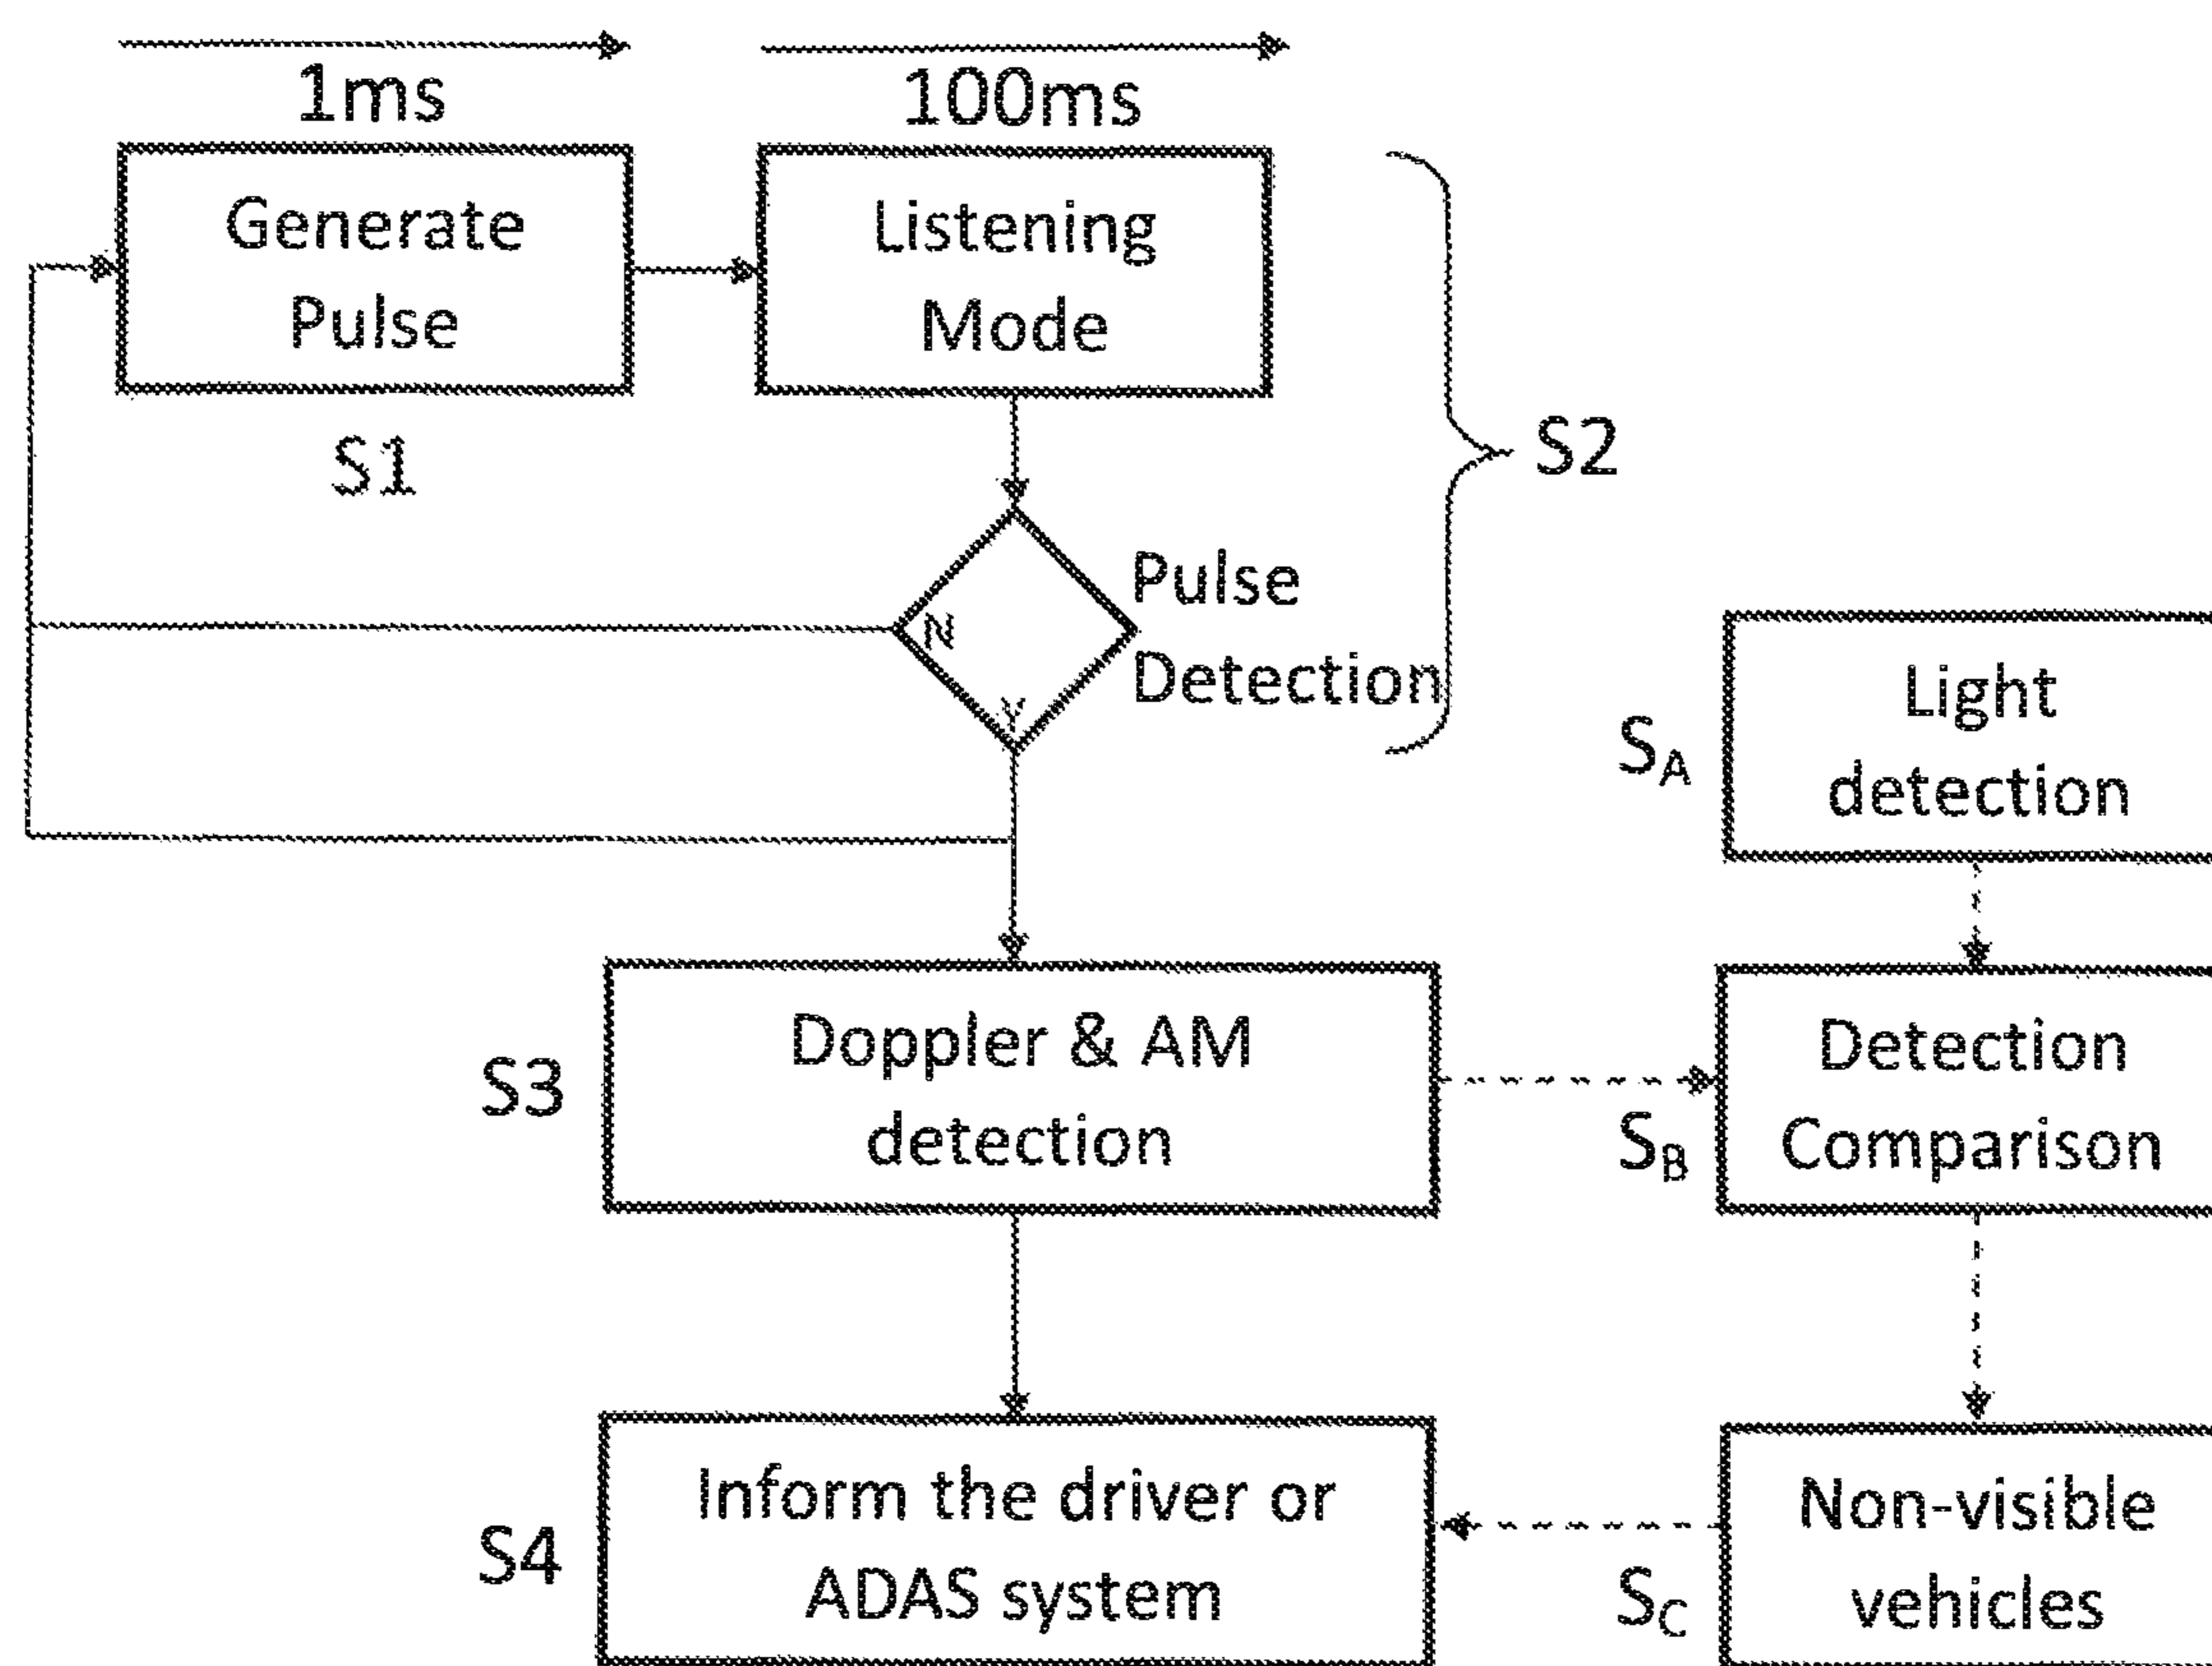 1ms
100ms
Generate
Pulse
Listening
Mode
S1
S2
N
Y
Pulse
Detection
Light
detection
SA
Doppler & AM
detection
S3
Detection
Comparison
SB
Inform the driver or
ADAS system
S4
Non-visible
vehicles
SC